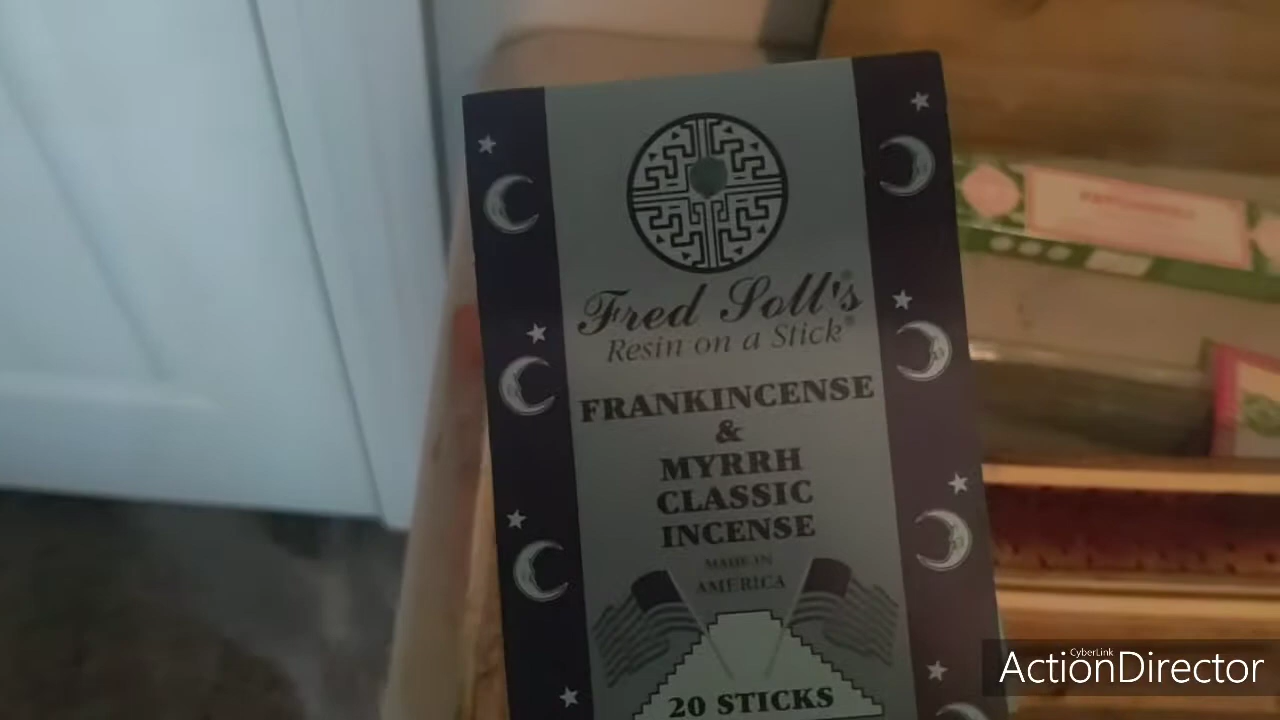 Fred Soll's®
Resin on a Stick®
FRANKINCENSE
&
MYRRH
CLASSIC
INCENSE
MADE IN
AMERICA
20 STICKS
CyberLink
ActionDirector